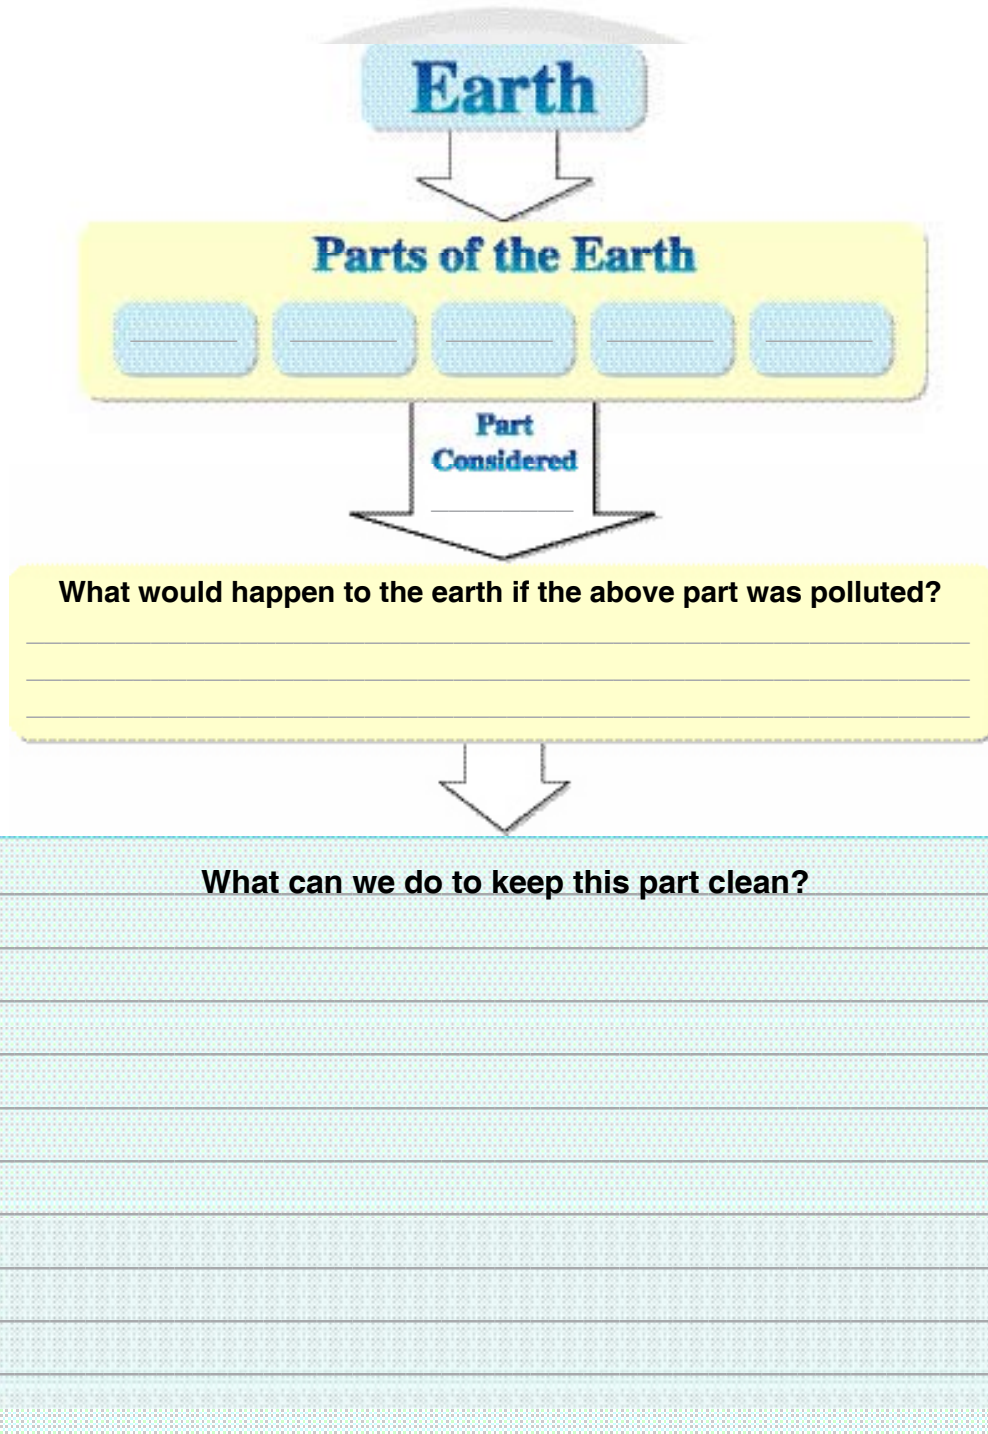 Earth
Parts of the Earth
Part
Considered
What would happen to the earth if the above part was polluted?
What can we do to keep this part clean?